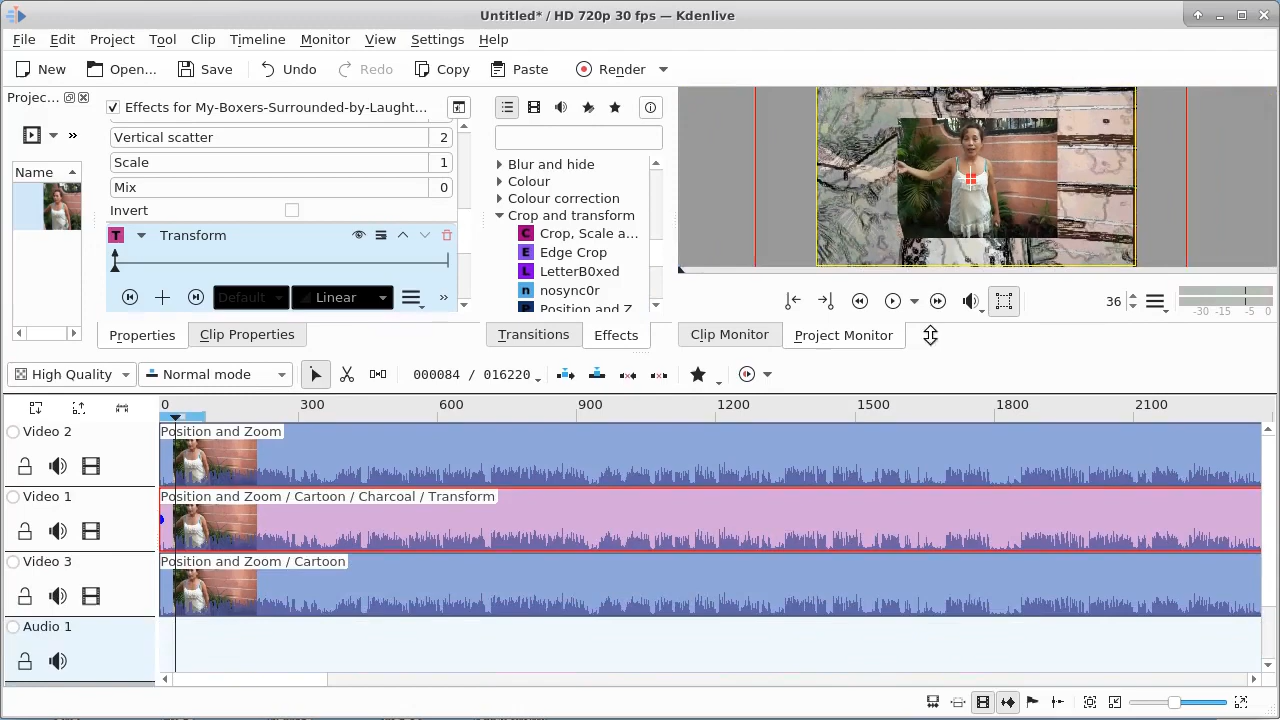 Untitled* / HD 720p 30 fps — Kdenlive
File Edit Project Tool Clip Timeline Monitor View Settings Help
New Open... Save Undo Redo Copy Paste Render
Projec...
Effects for My-Boxers-Surrounded-by-Laught...
Vertical scatter 2
Scale 1
Mix 0
Invert
T Transform
Default Linear
Name
Blur and hide
Colour
Colour correction
Crop and transform
C Crop, Scale a...
E Edge Crop
L LetterB0xed
n nosync0r
Position and Z
36
-30 -15 -5 0
Properties Clip Properties Transitions Effects Clip Monitor Project Monitor
High Quality Normal mode 000084 / 016220
0 300 600 900 1200 1500 1800 2100
Video 2
Position and Zoom
Video 1
Position and Zoom / Cartoon / Charcoal / Transform
Video 3
Position and Zoom / Cartoon
Audio 1